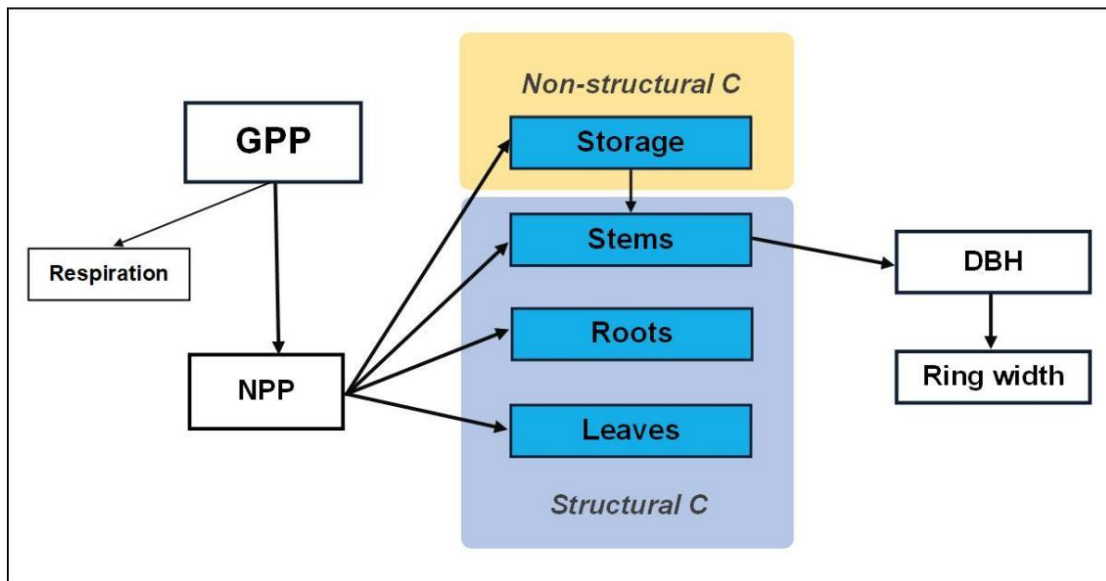 Non-structural C
GPP
Storage
Stems
Respiration
DBH
Roots
NPP
Ring width
Leaves
Structural C